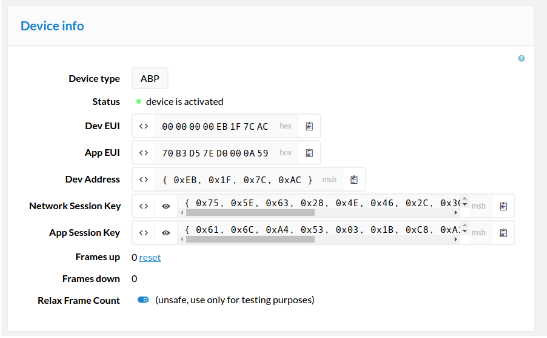 Device info
Device type ABP
Status device is activated
Dev EUI <> 00 00 00 00 EB 1F 7C AC hex
App EUI <> 70 B3 D5 7E D0 00 0A 59 hex
Dev Address <> { 0xEB, 0x1F, 0x7C, 0xAC } msb
Network Session Key <> { 0x75, 0x5E, 0x63, 0x28, 0x4E, 0x46, 0x2C, 0x3C msb
App Session Key <> { 0x61, 0x6C, 0xA4, 0x53, 0x03, 0x1B, 0xC8, 0xA1 msb
Frames up 0 reset
Frames down 0
Relax Frame Count (unsafe, use only for testing purposes)